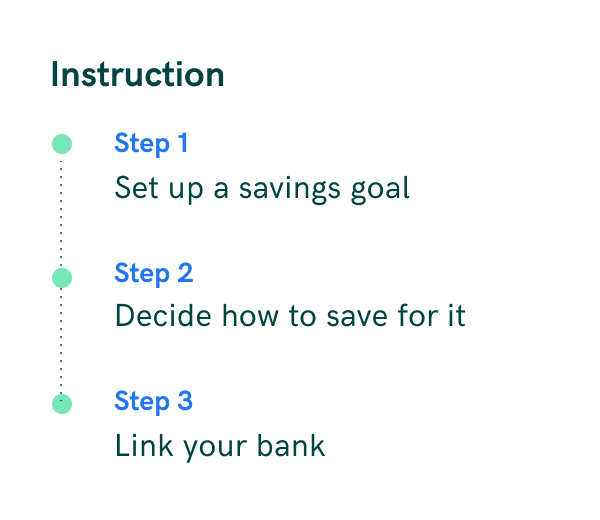 Instruction
Step 1
Set up a savings goal
Step 2
Decide how to save for it
Step 3
Link your bank